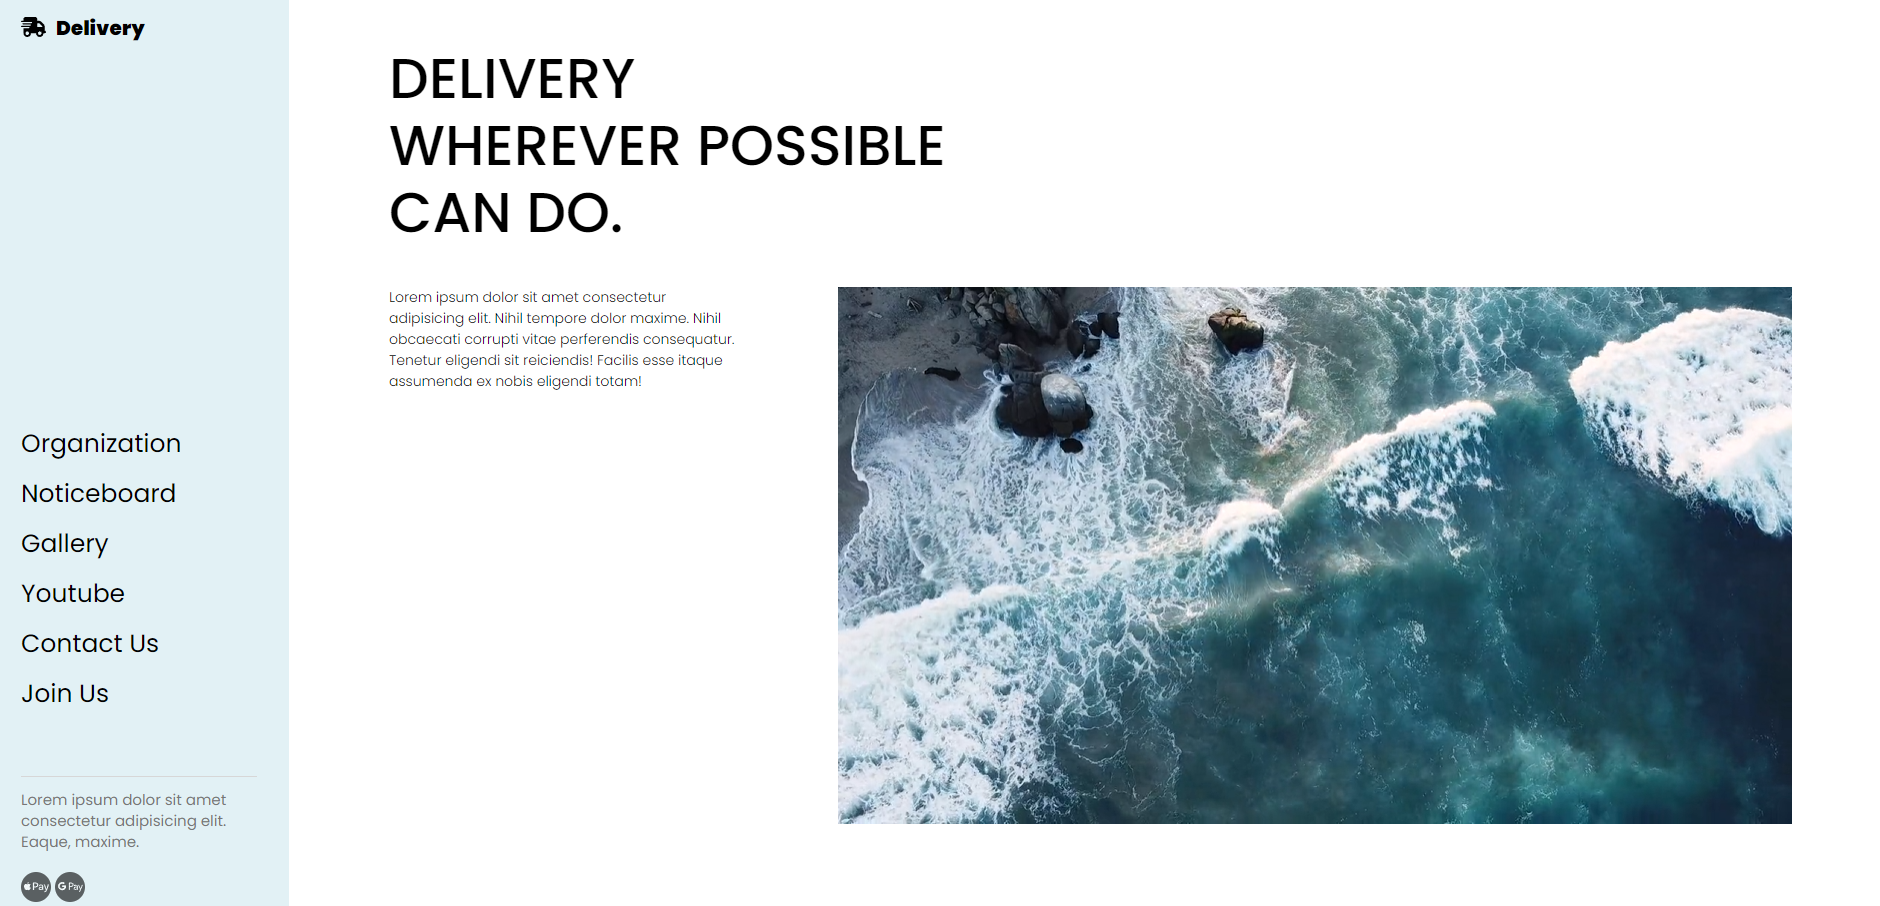 Delivery
Organization
Noticeboard
Gallery
Youtube
Contact Us
Join Us
Lorem ipsum dolor sit amet
consectetur adipisicing elit.
Eaque, maxime.
Pay
G Pay
DELIVERY
WHEREVER POSSIBLE
CAN DO.
Lorem ipsum dolor sit amet consectetur
adipisicing elit. Nihil tempore dolor maxime. Nihil
obcaecati corrupti vitae perferendis consequatur.
Tenetur eligendi sit reiciendis! Facilis esse itaque
assumenda ex nobis eligendi totam!